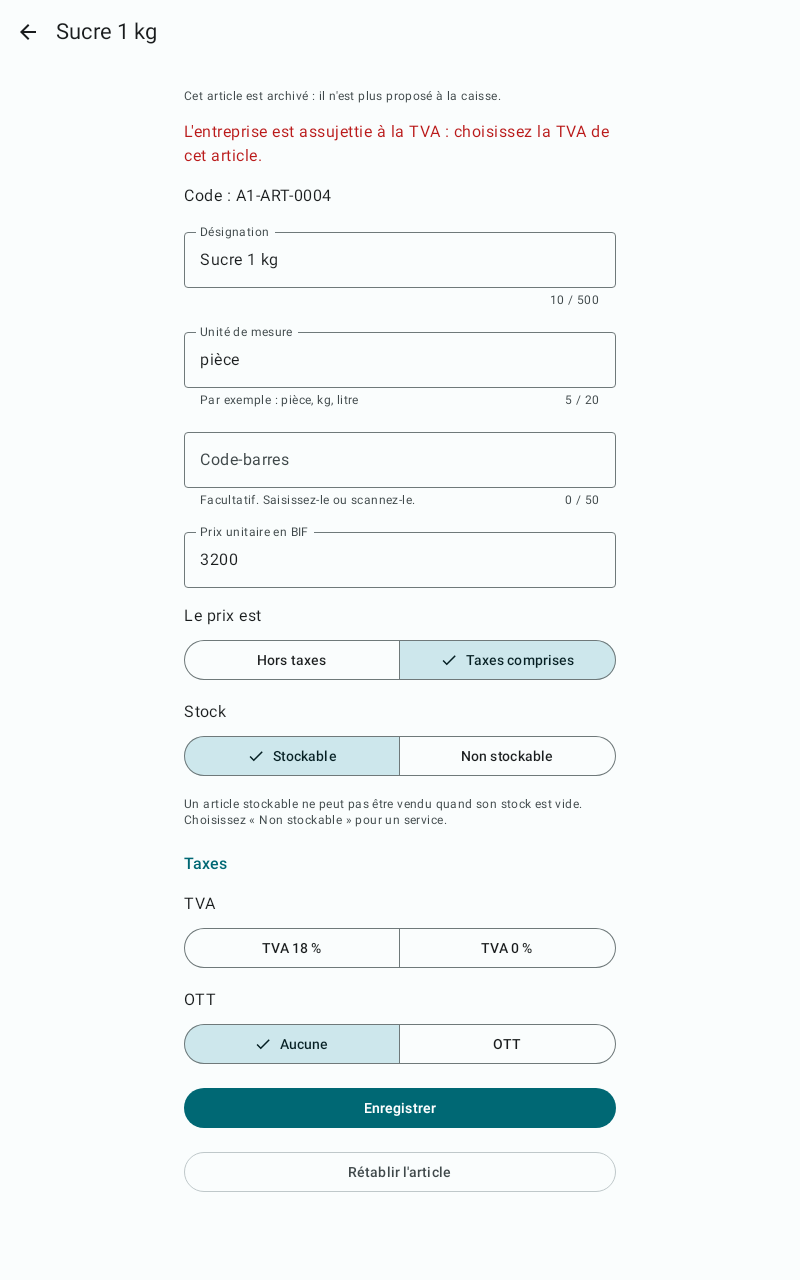 Sucre 1 kg
Cet article est archivé : il n'est plus proposé à la caisse.
L'entreprise est assujettie à la TVA : choisissez la TVA de
cet article.
Code : A1-ART-0004
Désignation
Sucre 1 kg
10 / 500
Unité de mesure
pièce
Par exemple : pièce, kg, litre 5 / 20
Code-barres
Facultatif. Saisissez-le ou scannez-le. 0 / 50
Prix unitaire en BIF
3200
Le prix est
Hors taxes Taxes comprises
Stock
Stockable Non stockable
Un article stockable ne peut pas être vendu quand son stock est vide.
Choisissez « Non stockable » pour un service.
Taxes
TVA
TVA 18 % TVA 0 %
OTT
Aucune OTT
Enregistrer
Rétablir l'article